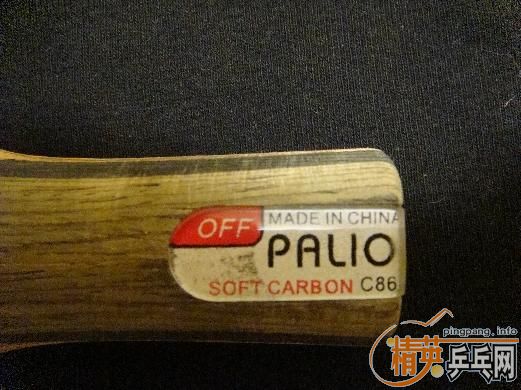 OFF
MADE IN CHINA
PALIO
SOFT CARBON C86
pingpang.info
精英乒乓网